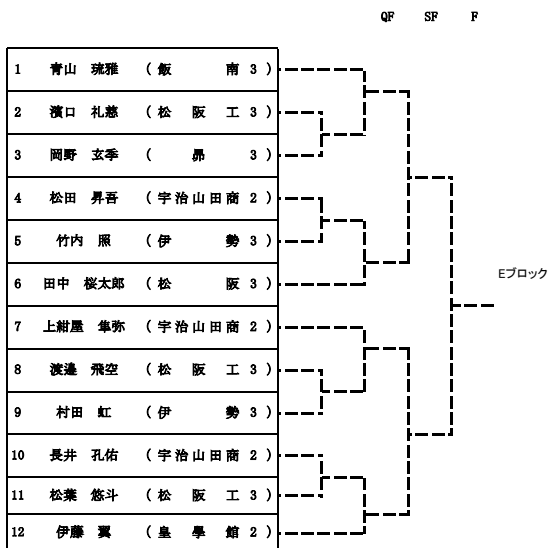 QF SF F
1 青山 琉雅 (飯 南 3)
2 濱口 礼慈 (松 阪 工 3)
3 岡野 玄季 ( 昴 3)
4 松田 昇吾 (宇治山田商 2)
5 竹内 照 (伊 勢 3)
6 田中 桜太郎 (松 阪 3)
Eブロック
7 上紺屋 隼弥 (宇治山田商 2)
8 渡邉 飛空 (松 阪 工 3)
9 村田 虹 (伊 勢 3)
10 長井 孔佑 (宇治山田商 2)
11 松葉 悠斗 (松 阪 工 3)
12 伊藤 翼 (皇 學 館 2)